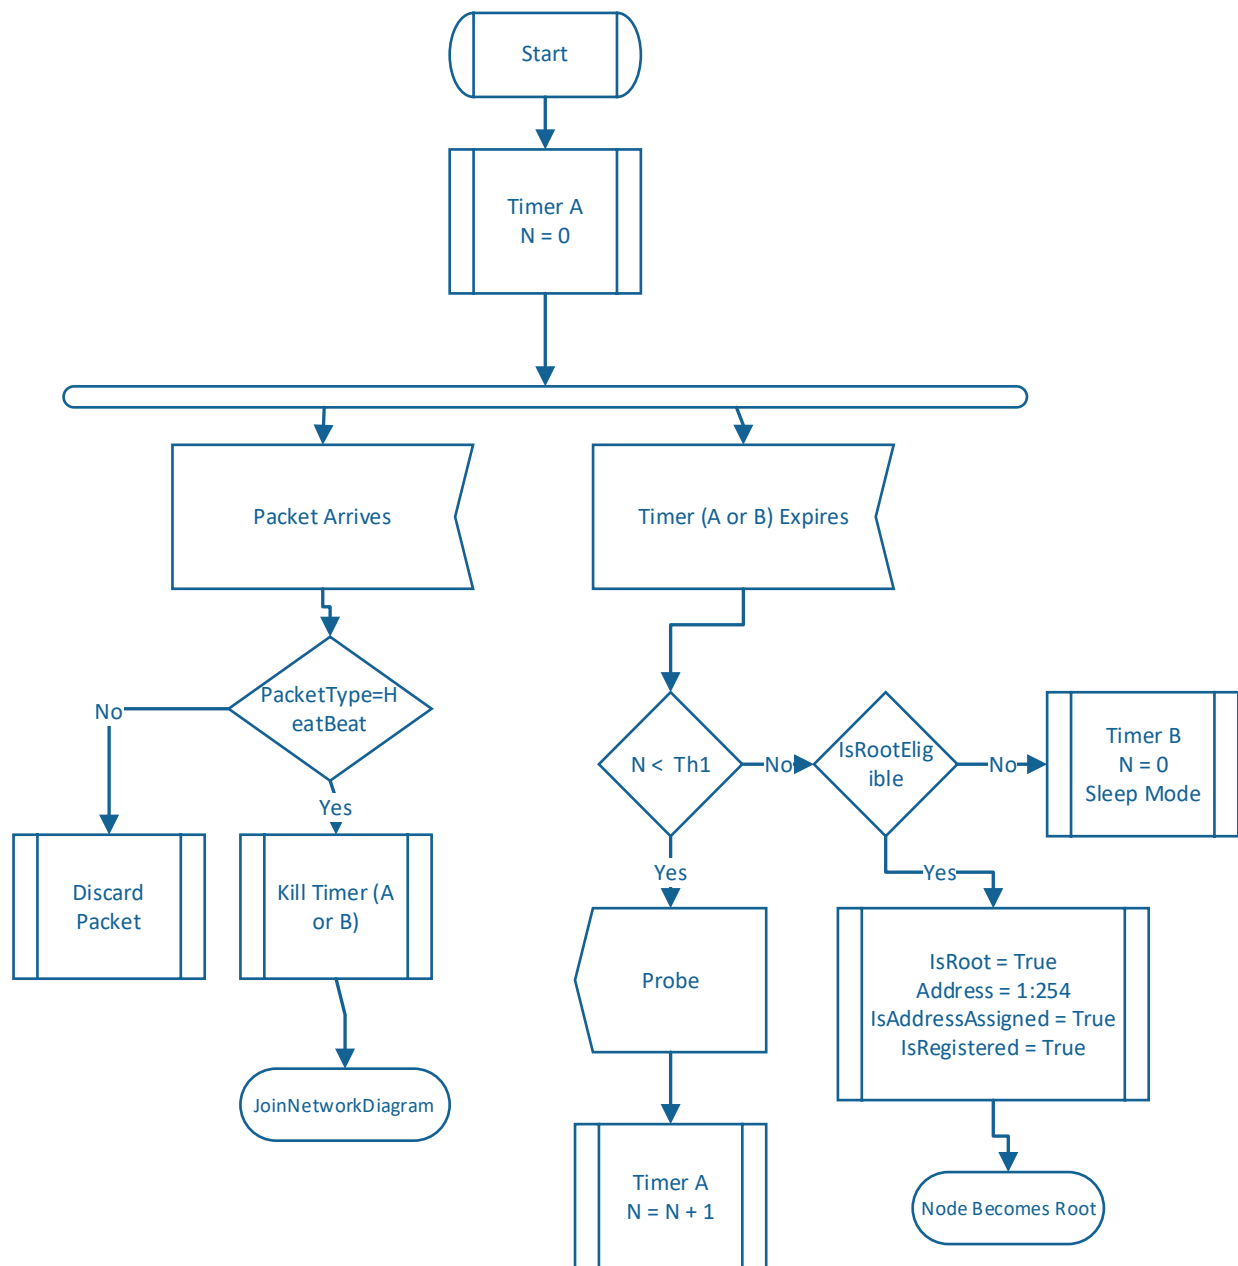 Start
Timer A
N = 0
Packet Arrives
Timer (A or B) Expires
PacketType=H
eatBeat
No
Yes
Discard
Packet
Kill Timer (A
or B)
JoinNetworkDiagram
N < Th1
No
IsRootElig
ible
No
Timer B
N = 0
Sleep Mode
Yes
Yes
Probe
IsRoot = True
Address = 1:254
IsAddressAssigned = True
IsRegistered = True
Timer A
N = N + 1
Node Becomes Root